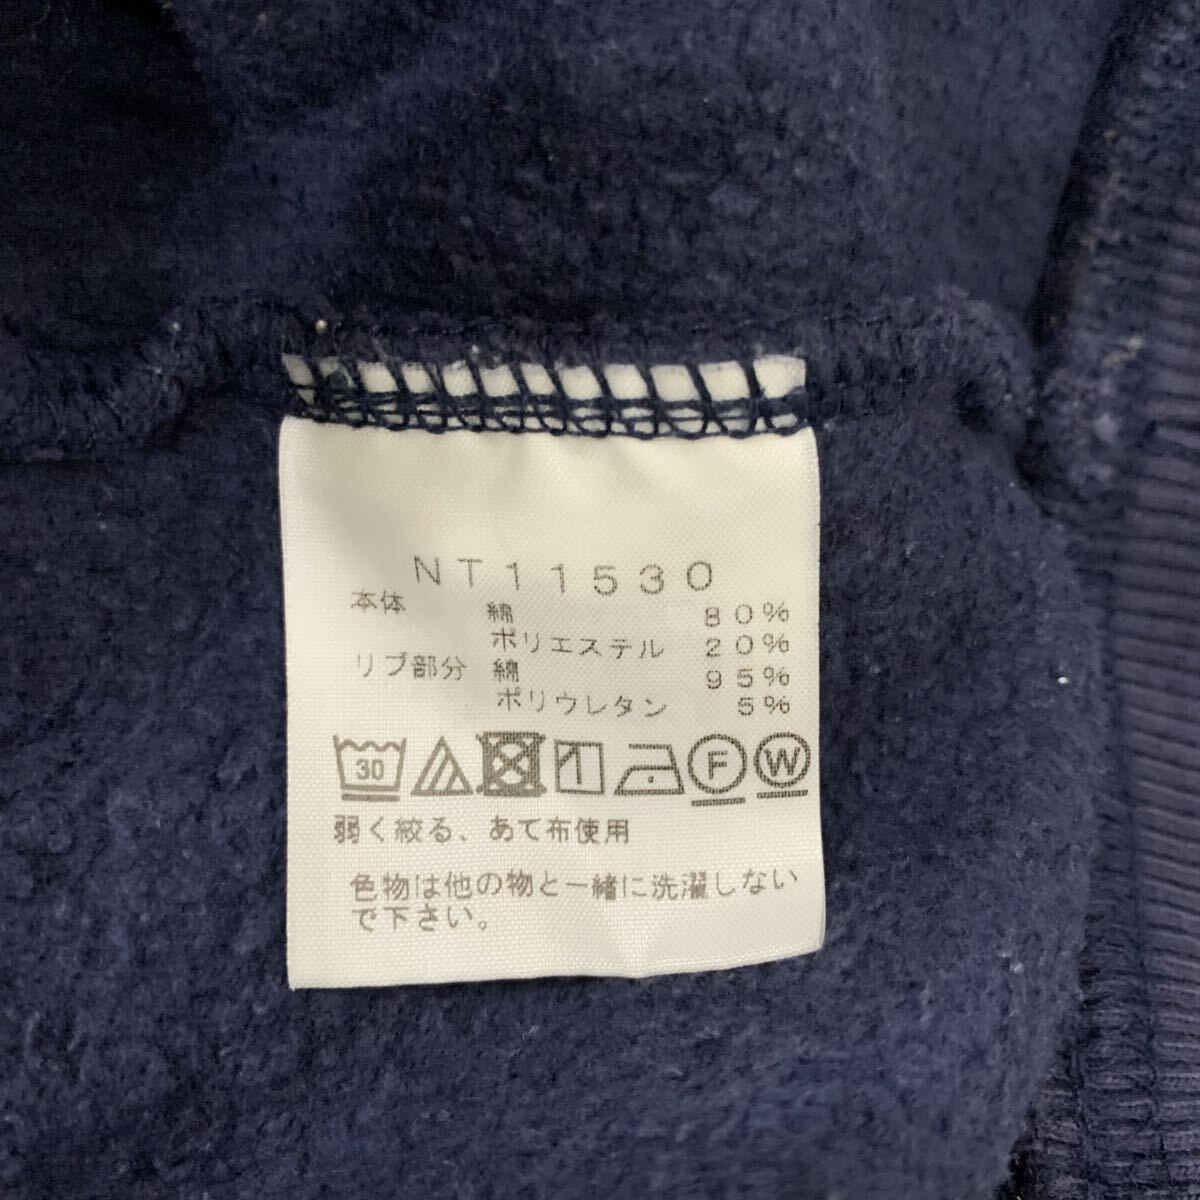 NT11530
本体 綿 80%
ポリエステル 20%
リブ部分 綿 95%
ポリウレタン 5%
30 F W
弱く絞る、あて布使用
色物は他の物と一緒に洗濯しない
で下さい。